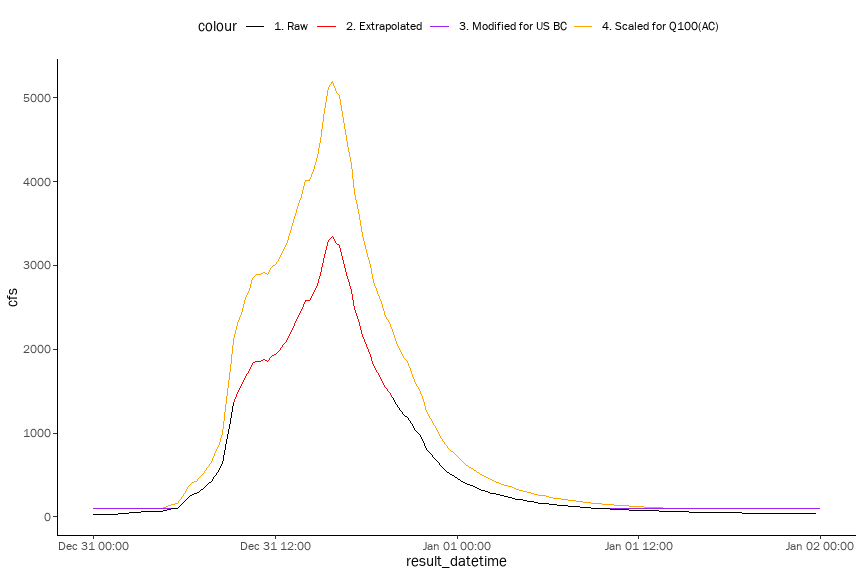 colour 1. Raw 2. Extrapolated 3. Modified for US BC 4. Scaled for Q100(AC)
5000
4000
3000
2000
1000
0
cfs
Dec 31 00:00 Dec 31 12:00 Jan 01 00:00 Jan 01 12:00 Jan 02 00:00
result_datetime